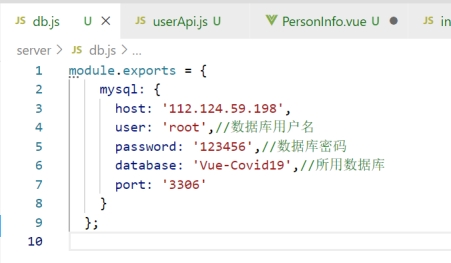 JS db.js U
JS userApi.js U
PersonInfo.vue U
JS in
server > JS db.js > ...
1 module.exports = {
2 mysql: {
3 host: '112.124.59.198',
4 user: 'root',//数据库用户名
5 password: '123456',//数据库密码
6 database: 'Vue-Covid19',//所用数据库
7 port: '3306'
8 }
9 };
10